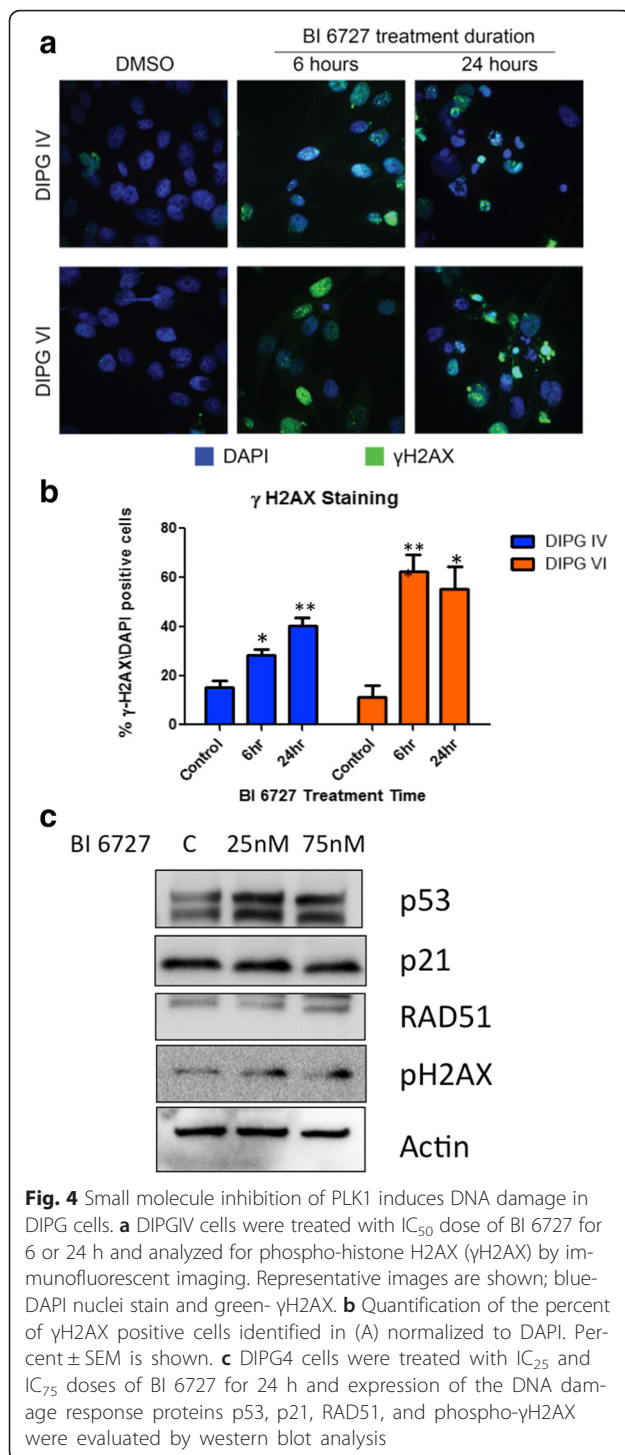 a
BI 6727 treatment duration
DMSO 6 hours 24 hours
DIPG IV
DIPG VI
DAPI γH2AX
b
γ H2AX Staining
% γ-H2AX\DAPI positive cells
80
60
40
20
0
* ** ** * *
DIPG IV
DIPG VI
Control 6hr 24hr Control 6hr 24hr
BI 6727 Treatment Time
c
BI 6727 C 25nM 75nM
p53
p21
RAD51
pH2AX
Actin
Fig. 4 Small molecule inhibition of PLK1 induces DNA damage in
DIPG cells. a DIPGIV cells were treated with IC50 dose of BI 6727 for
6 or 24 h and analyzed for phospho-histone H2AX (γH2AX) by im-
munofluorescent imaging. Representative images are shown; blue-
DAPI nuclei stain and green- γH2AX. b Quantification of the percent
of γH2AX positive cells identified in (A) normalized to DAPI. Per-
cent ± SEM is shown. c DIPG4 cells were treated with IC25 and
IC75 doses of BI 6727 for 24 h and expression of the DNA dam-
age response proteins p53, p21, RAD51, and phospho-γH2AX
were evaluated by western blot analysis